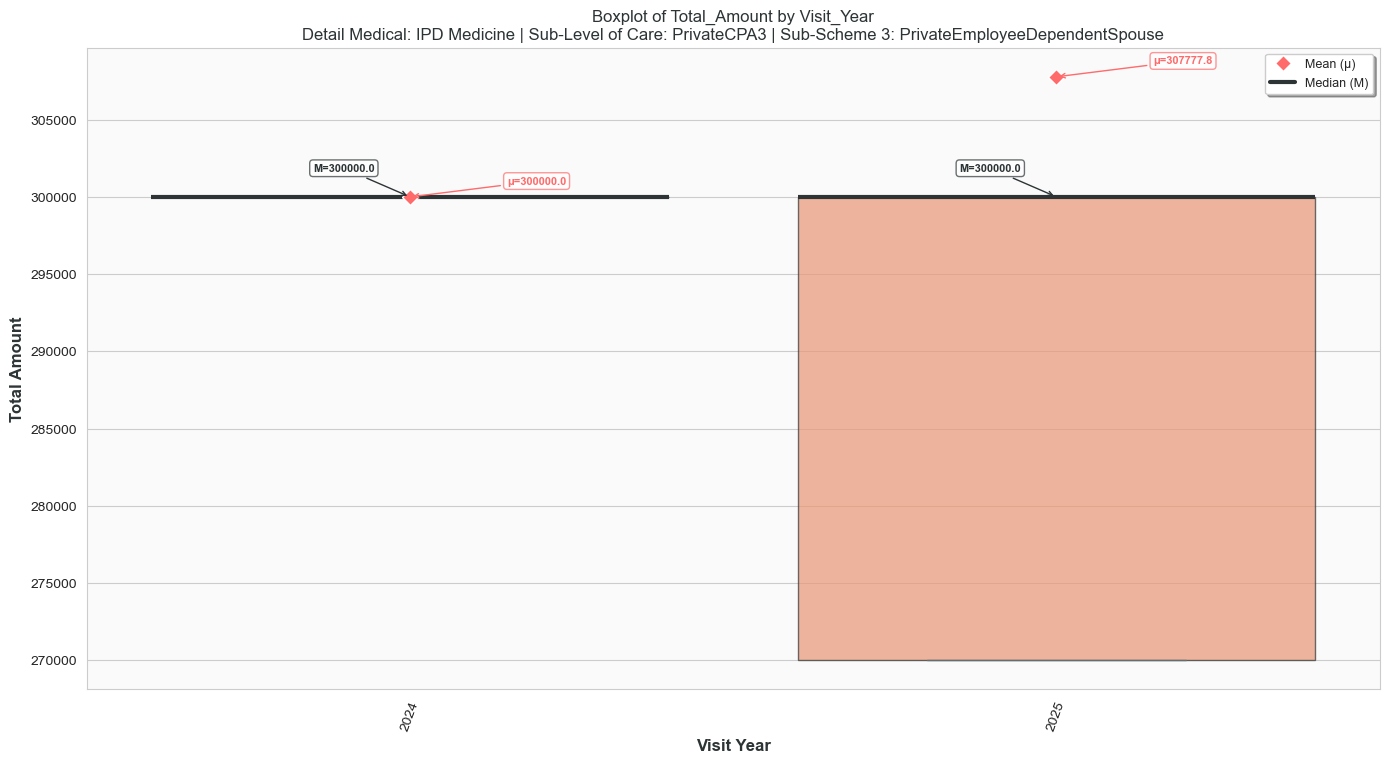 Boxplot of Total_Amount by Visit_Year
Detail Medical: IPD Medicine | Sub-Level of Care: PrivateCPA3 | Sub-Scheme 3: PrivateEmployeeDependentSpouse
μ=307777.8
Mean (μ)
Median (M)
305000
M=300000.0
μ=300000.0
M=300000.0
300000
295000
290000
285000
280000
275000
270000
Total Amount
2024
2025
Visit Year